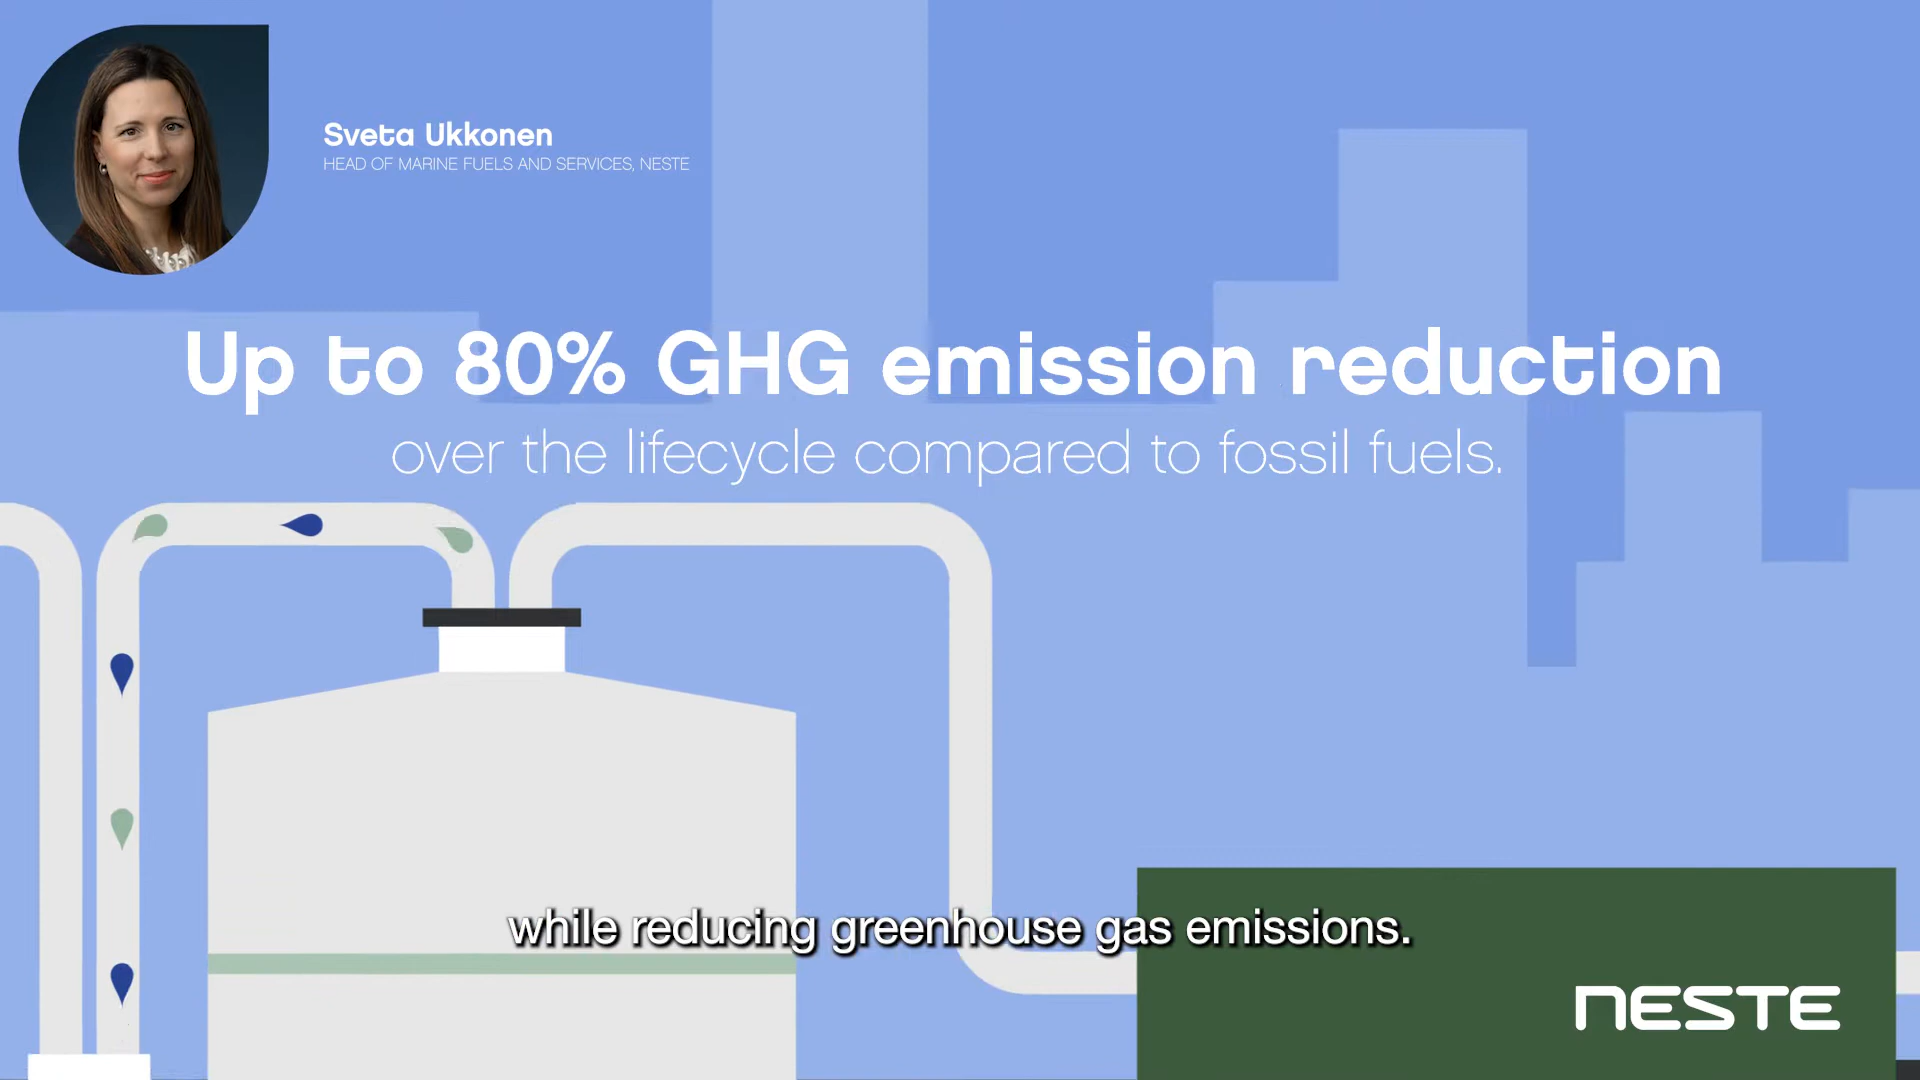 Sveta Ukkonen
HEAD OF MARINE FUELS AND SERVICES, NESTE
Up to 80% GHG emission reduction
over the lifecycle compared to fossil fuels.
while reducing greenhouse gas emissions.
NESTE